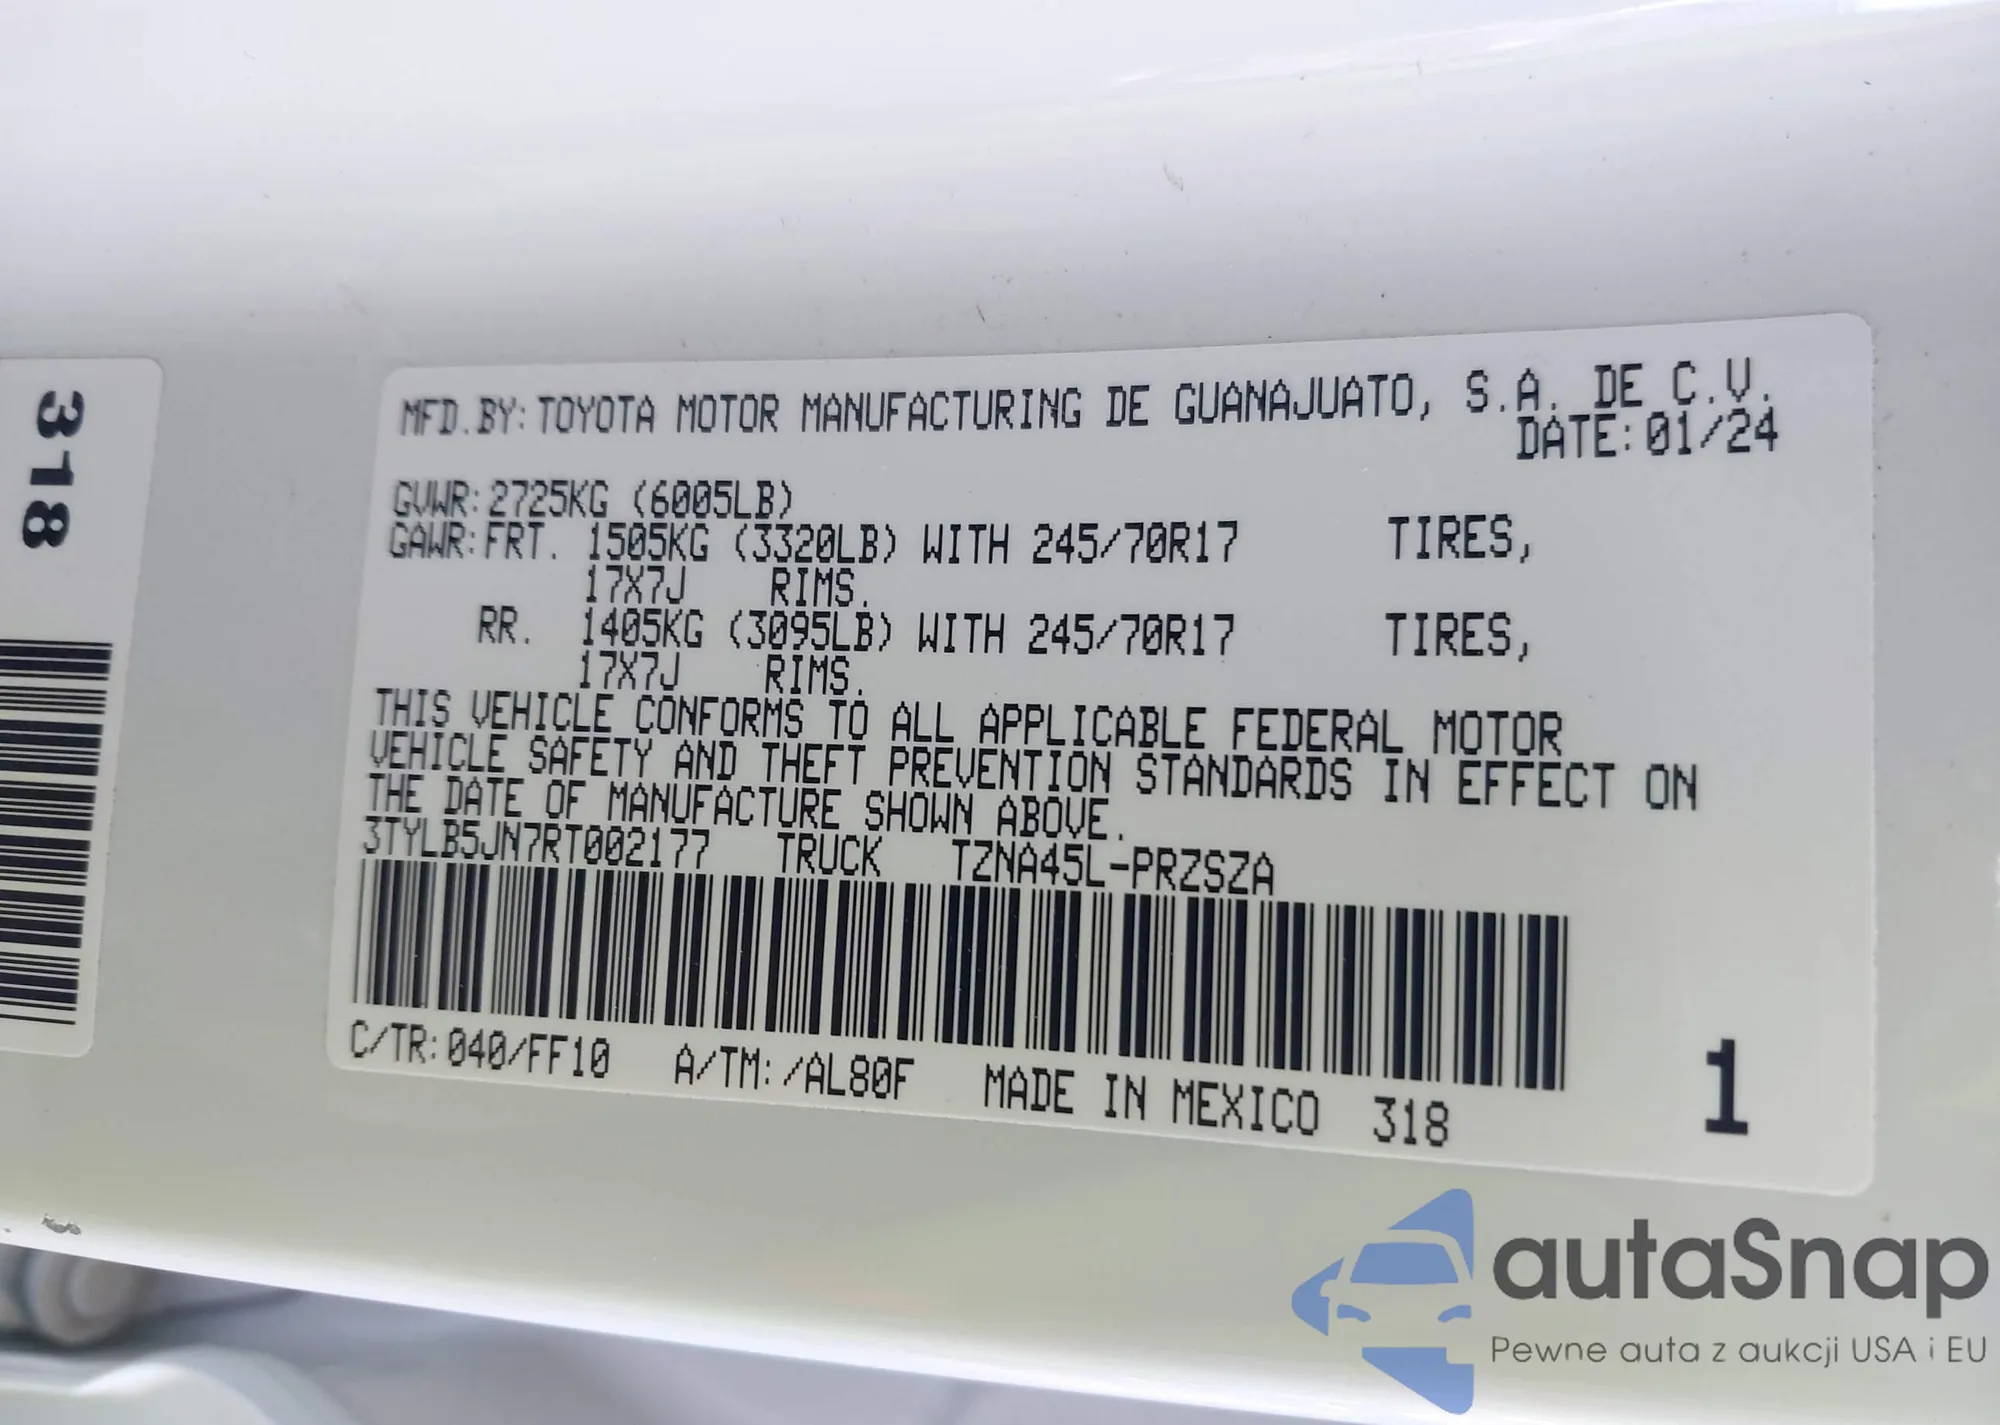 318
MFD.BY:TOYOTA MOTOR MANUFACTURING DE GUANAJUATO, S.A. DE C.V.
DATE:01/24
GVWR:2725KG (6005LB)
GAWR:FRT. 1505KG (3320LB) WITH 245/70R17 TIRES,
17X7J RIMS.
RR. 1405KG (3095LB) WITH 245/70R17 TIRES,
17X7J RIMS.
THIS VEHICLE CONFORMS TO ALL APPLICABLE FEDERAL MOTOR
VEHICLE SAFETY AND THEFT PREVENTION STANDARDS IN EFFECT ON
THE DATE OF MANUFACTURE SHOWN ABOVE.
3TYLB5JN7RT002177 TRUCK TZNA45L-PRZSZA
C/TR:040/FF10 A/TM:/AL80F MADE IN MEXICO 318
1
autaSnap
Pewne auta z aukcji USA i EU